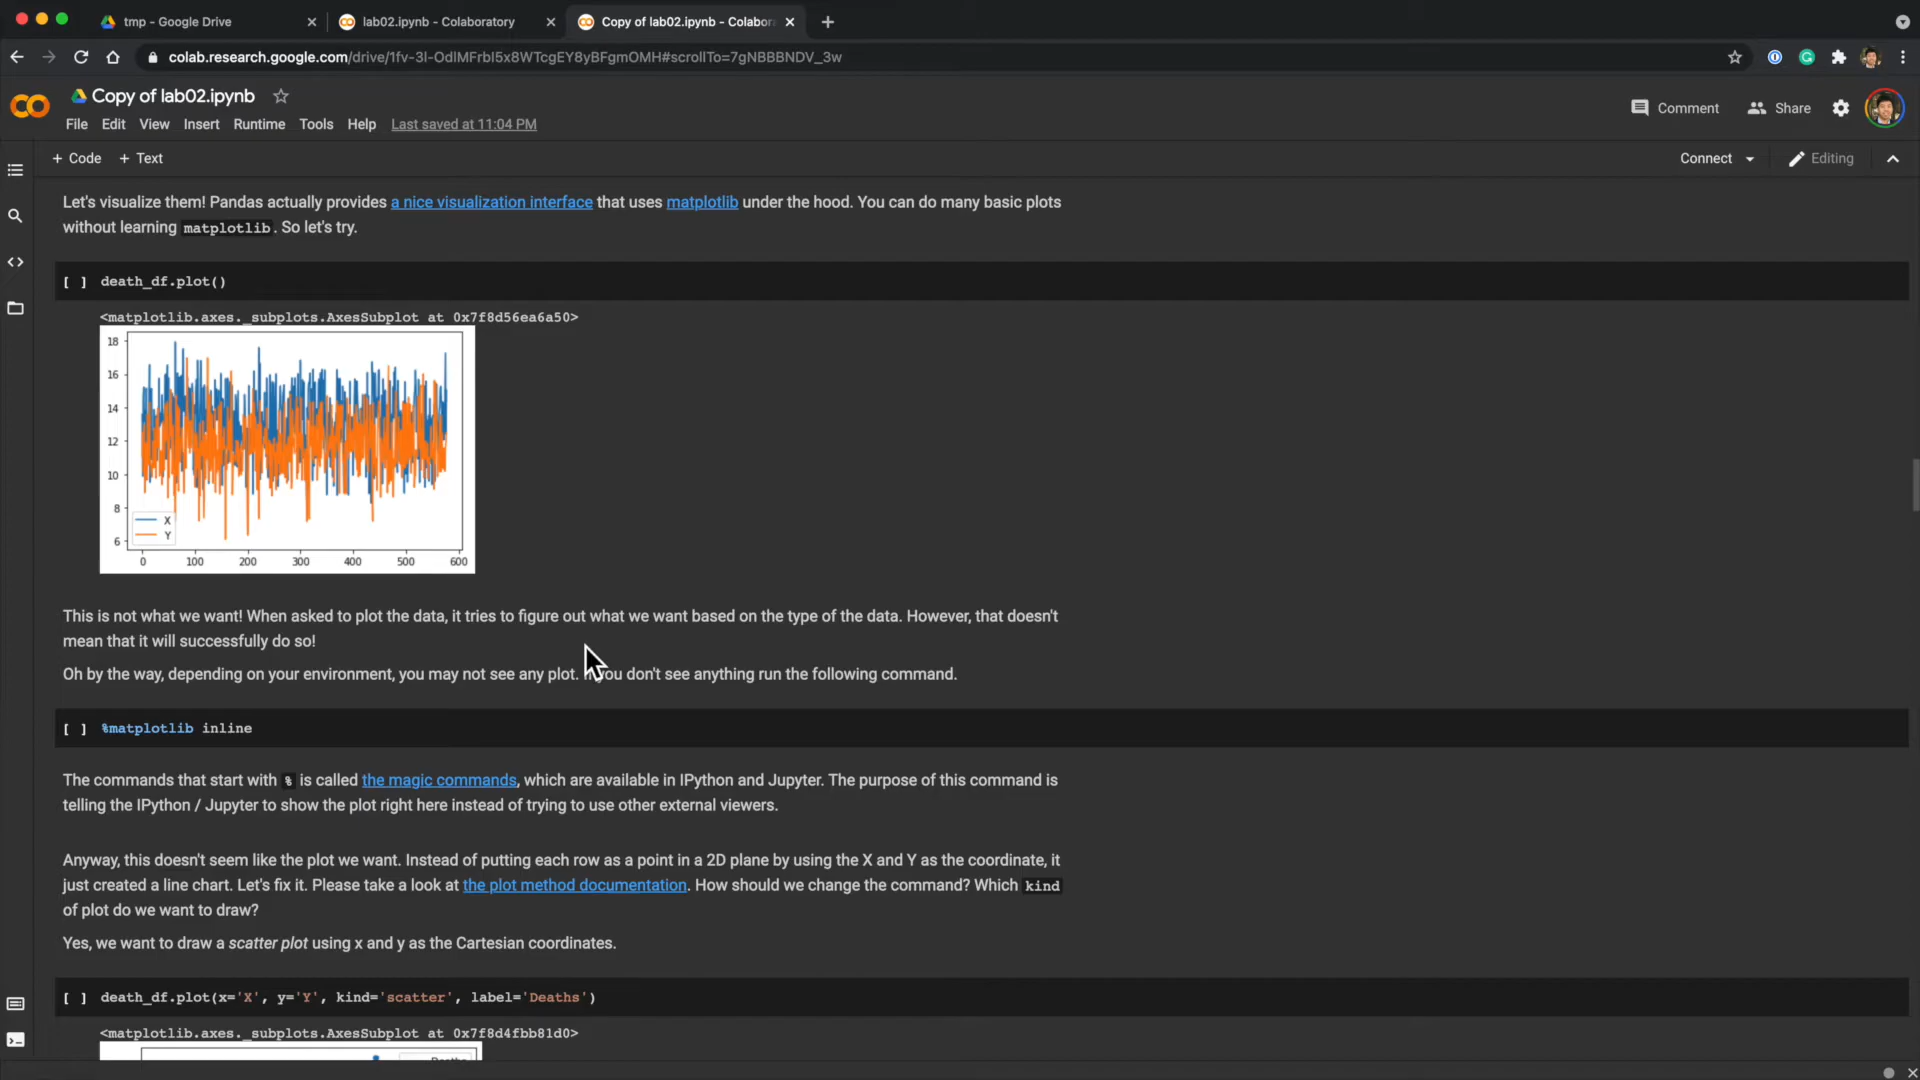 tmp - Google Drive
lab02.ipynb - Colaboratory
Copy of lab02.ipynb - Colabor
colab.research.google.com/drive/1fv-3l-OdlMFrbI5x8WTcgEY8yBFgmOMH#scrollTo=7gNBBBNDV_3w
Copy of lab02.ipynb
Comment
Share
File Edit View Insert Runtime Tools Help Last saved at 11:04 PM
+ Code + Text
Connect
Editing
Let's visualize them! Pandas actually provides a nice visualization interface that uses matplotlib under the hood. You can do many basic plots
without learning matplotlib. So let's try.
[ ] death_df.plot()
<matplotlib.axes._subplots.AxesSubplot at 0x7f8d56ea6a50>
18
16
14
12
10
8
6
X
Y
0 100 200 300 400 500 600
This is not what we want! When asked to plot the data, it tries to figure out what we want based on the type of the data. However, that doesn't
mean that it will successfully do so!
Oh by the way, depending on your environment, you may not see any plot. you don't see anything run the following command.
[ ] %matplotlib inline
The commands that start with % is called the magic commands, which are available in IPython and Jupyter. The purpose of this command is
telling the IPython / Jupyter to show the plot right here instead of trying to use other external viewers.
Anyway, this doesn't seem like the plot we want. Instead of putting each row as a point in a 2D plane by using the X and Y as the coordinate, it
just created a line chart. Let's fix it. Please take a look at the plot method documentation. How should we change the command? Which kind
of plot do we want to draw?
Yes, we want to draw a scatter plot using x and y as the Cartesian coordinates.
[ ] death_df.plot(x='X', y='Y', kind='scatter', label='Deaths')
<matplotlib.axes._subplots.AxesSubplot at 0x7f8d4fbb81d0>